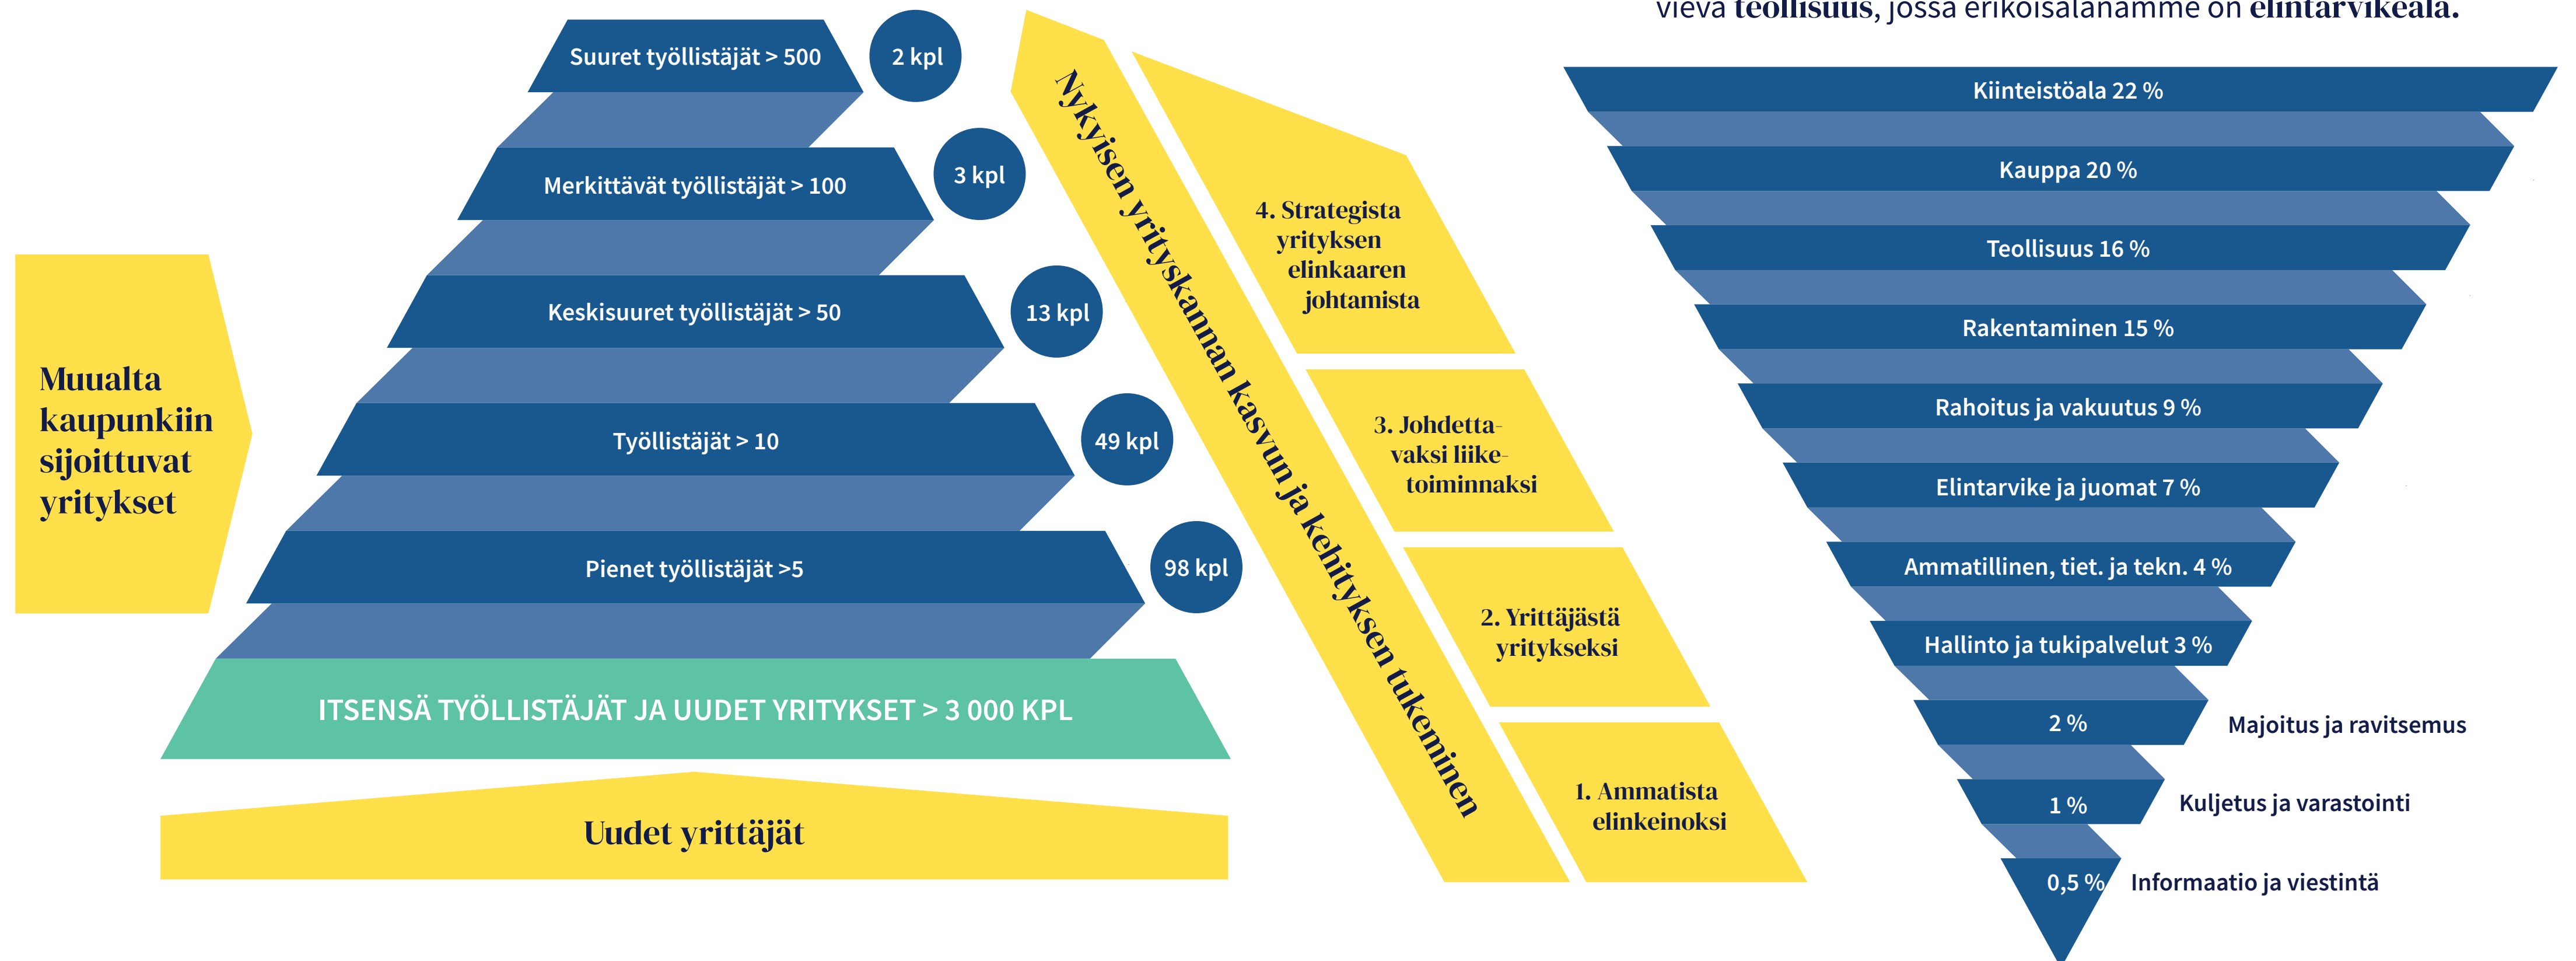 vievä teollisuus, jossa erikoisalanamme on elintarvikeala.
Suuret työllistäjät > 500
2 kpl
Merkittävät työllistäjät > 100
3 kpl
Keskisuuret työllistäjät > 50
13 kpl
Työllistäjät > 10
49 kpl
Pienet työllistäjät >5
98 kpl
ITSENSÄ TYÖLLISTÄJÄT JA UUDET YRITYKSET > 3 000 KPL
Muualta
kaupunkiin
sijoittuvat
yritykset
Uudet yrittäjät
Nykyisen yrityskannan kasvun ja kehityksen tukeminen
4. Strategista
yrityksen
elinkaaren
johtamista
3. Johdetta-
vaksi liike-
toiminnaksi
2. Yrittäjästä
yritykseksi
1. Ammatista
elinkeinoksi
Kiinteistöala 22 %
Kauppa 20 %
Teollisuus 16 %
Rakentaminen 15 %
Rahoitus ja vakuutus 9 %
Elintarvike ja juomat 7 %
Ammatillinen, tiet. ja tekn. 4 %
Hallinto ja tukipalvelut 3 %
2 % Majoitus ja ravitsemus
1 % Kuljetus ja varastointi
0,5 % Informaatio ja viestintä